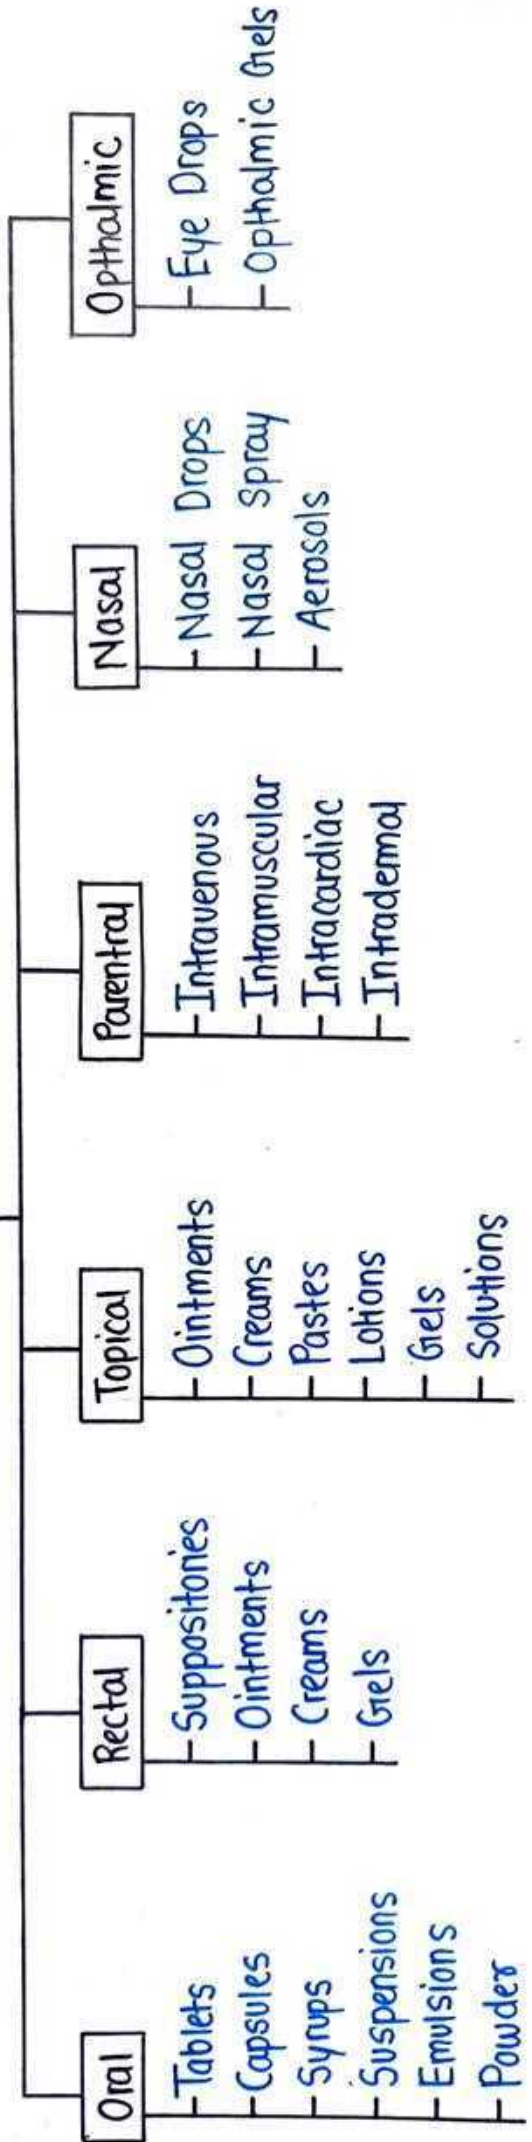 Oral
Tablets
Capsules
Syrups
Suspensions
Emulsions
Powder
Rectal
Suppositories
Ointments
Creams
Gels
Topical
Ointments
Creams
Pastes
Lotions
Gels
Solutions
Parentral
Intravenous
Intramuscular
Intracardiac
Intradermal
Nasal
Nasal Drops
Nasal Spray
Aerosols
Opthalmic
Eye Drops
Opthalmic Gels